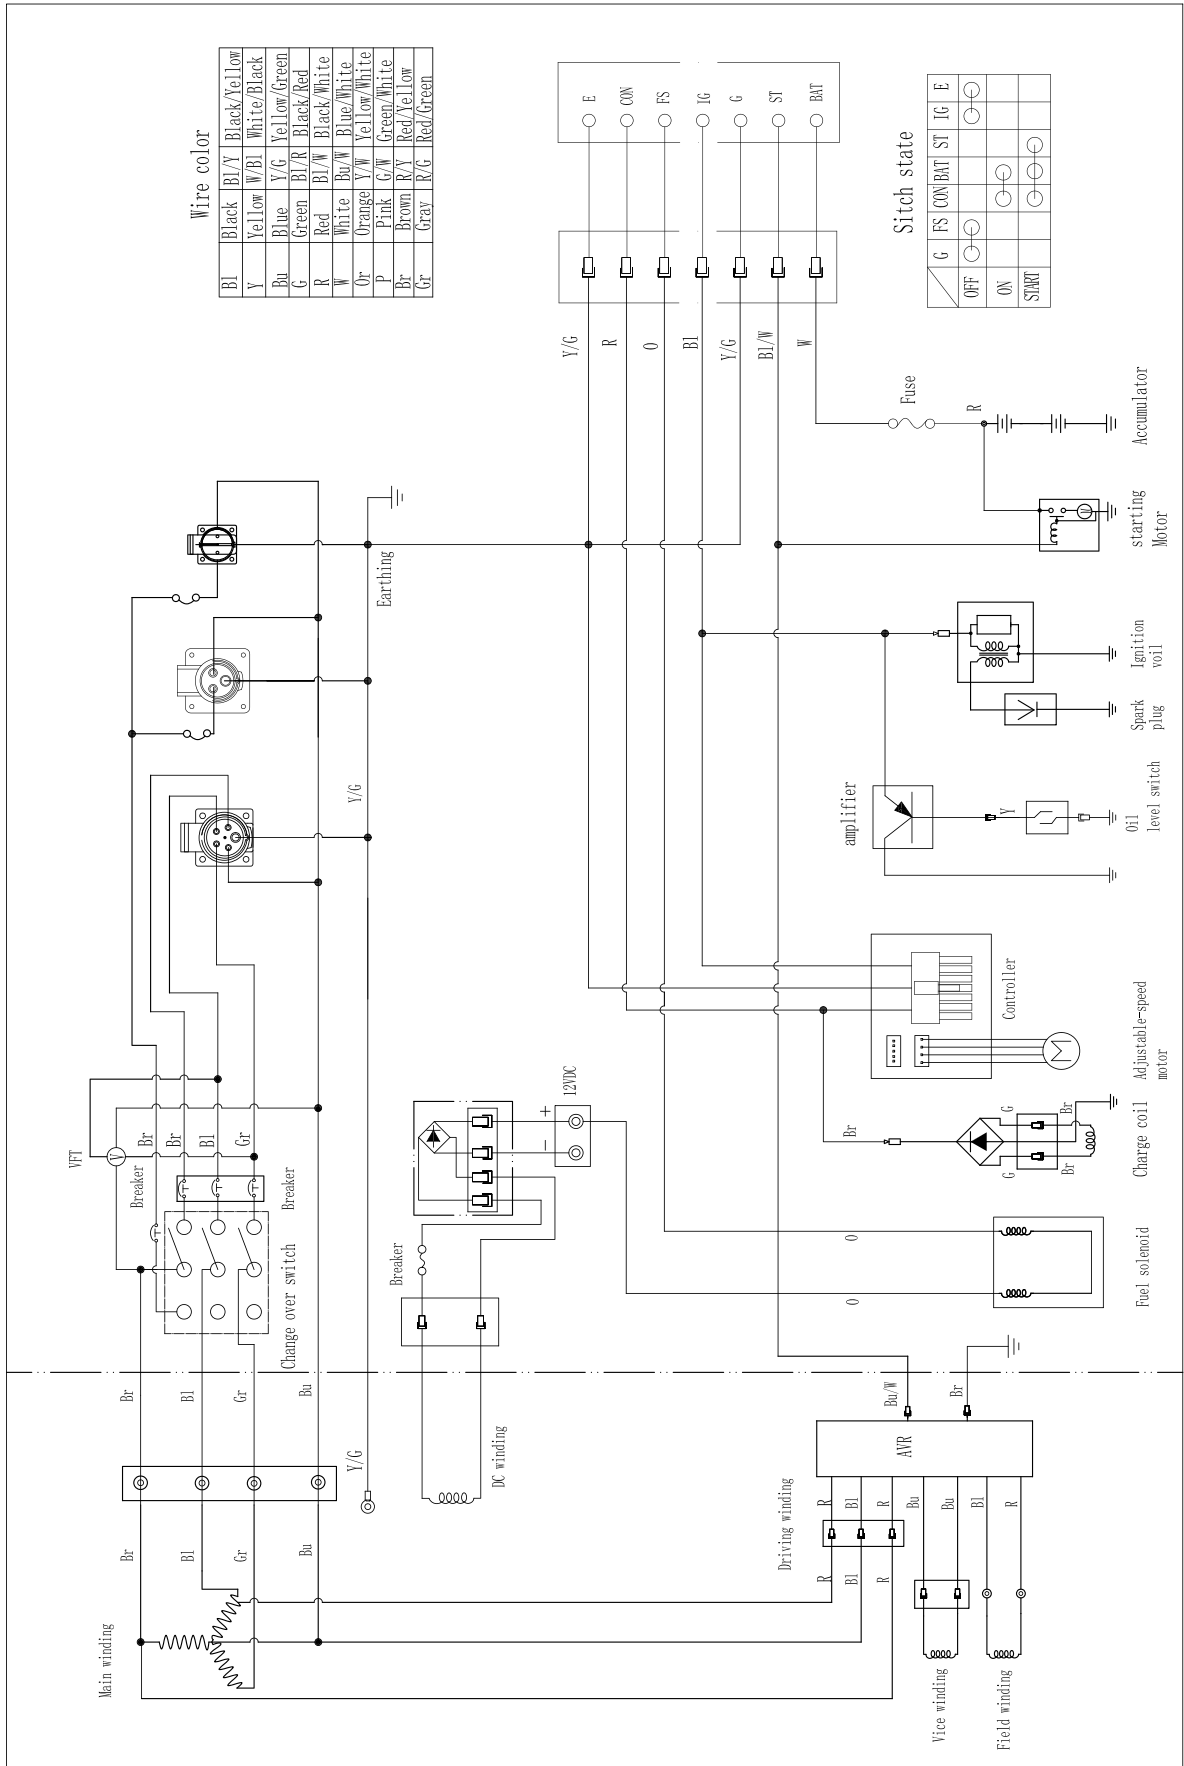 Wire color
Bl Black Bl/Y Black/Yellow
Y Yellow W/Bl White/Black
Bu Blue Y/G Yellow/Green
G Green Bl/R Black/Red
R Red Bl/W Black/White
W White Bu/W Blue/White
Or Orange Y/W Yellow/White
P Pink G/W Green/White
Br Brown R/Y Red/Yellow
Gr Gray R/G Red/Green
E
CON
FS
IG
G
ST
BAT
Sitch state
G FS CON BAT ST IG E
OFF
ON
START
Y/G
R
O
Bl
Y/G
Bl/W
W
Fuse
R
Accumulator
starting
Motor
Ignition
voil
Spark
plug
Oil
level switch
Y
amplifier
Controller
Adjustable-speed
motor
Charge coil
G
G
Br
Br
Br
Fuel solenoid
O
O
Earthing
Y/G
VFT
V
Br
Br
Bl
Gr
Breaker
Breaker
Change over switch
12VDC
+
−
Breaker
DC winding
Br
Bl
Gr
Bu
Y/G
Br
Bl
Gr
Bu
Main winding
Bu/W
Br
AVR
Driving winding
R
Bl
R
Bu
Bu
Bl
R
R
Bl
R
Vice winding
Field winding